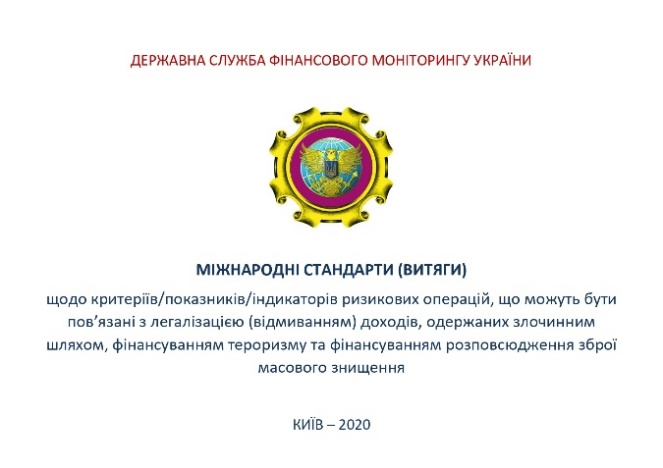 ДЕРЖАВНА СЛУЖБА ФІНАНСОВОГО МОНІТОРИНГУ УКРАЇНИ
МІЖНАРОДНІ СТАНДАРТИ (ВИТЯГИ)
щодо критеріїв/показників/індикаторів ризикових операцій, що можуть бути
пов’язані з легалізацією (відмиванням) доходів, одержаних злочинним
шляхом, фінансуванням тероризму та фінансуванням розповсюдження зброї
масового знищення
КИЇВ – 2020